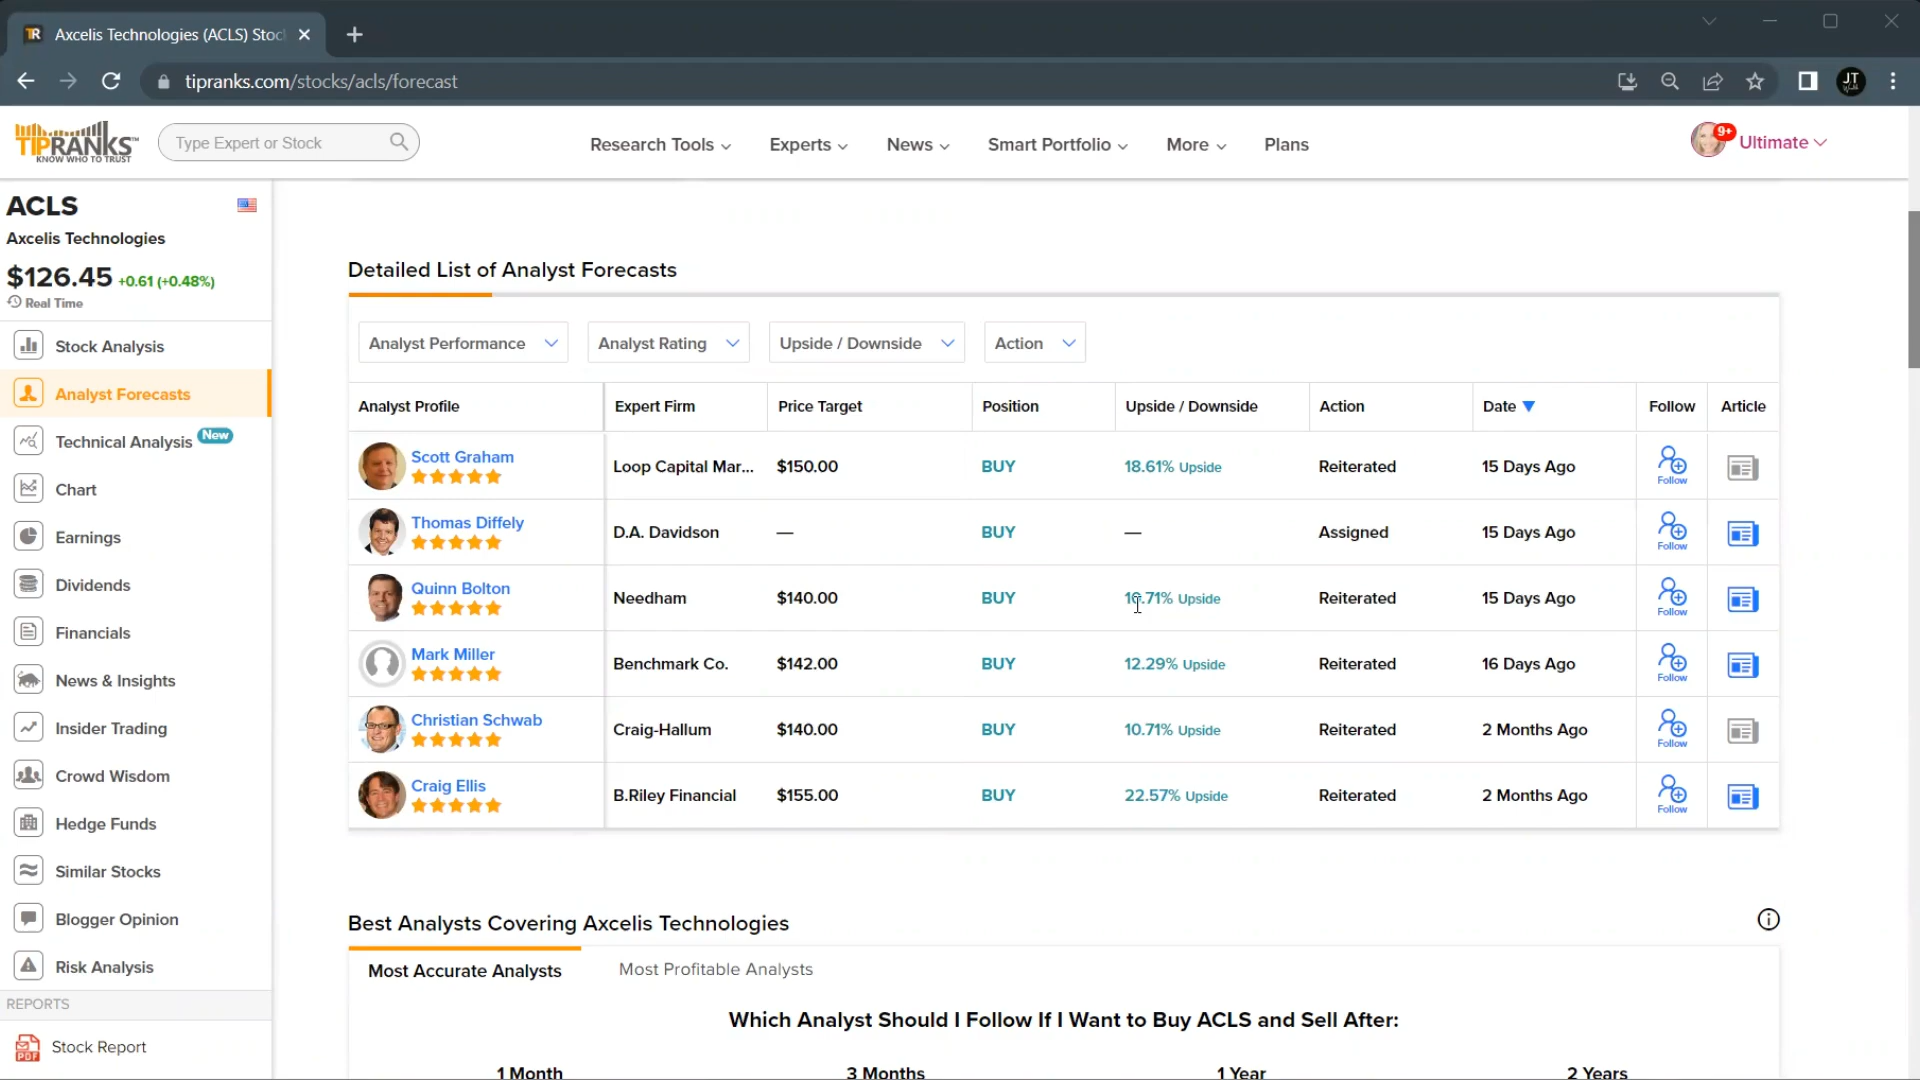 TR Axcelis Technologies (ACLS) Stoc
tipranks.com/stocks/acls/forecast
JT
TIPRANKS™
KNOW WHO TO TRUST
Type Expert or Stock
Research Tools Experts News Smart Portfolio More Plans
9+ Ultimate
ACLS
Axcelis Technologies
$126.45 +0.61 (+0.48%)
Real Time
Stock Analysis
Analyst Forecasts
Technical Analysis New
Chart
Earnings
Dividends
Financials
News & Insights
Insider Trading
Crowd Wisdom
Hedge Funds
Similar Stocks
Blogger Opinion
Risk Analysis
REPORTS
PDF Stock Report
Detailed List of Analyst Forecasts
Analyst Performance Analyst Rating Upside / Downside Action
Analyst Profile Expert Firm Price Target Position Upside / Downside Action Date Follow Article
Scott Graham Loop Capital Mar... $150.00 BUY 18.61% Upside Reiterated 15 Days Ago Follow
Thomas Diffely D.A. Davidson — BUY — Assigned 15 Days Ago Follow
Quinn Bolton Needham $140.00 BUY 10.71% Upside Reiterated 15 Days Ago Follow
Mark Miller Benchmark Co. $142.00 BUY 12.29% Upside Reiterated 16 Days Ago Follow
Christian Schwab Craig-Hallum $140.00 BUY 10.71% Upside Reiterated 2 Months Ago Follow
Craig Ellis B.Riley Financial $155.00 BUY 22.57% Upside Reiterated 2 Months Ago Follow
Best Analysts Covering Axcelis Technologies
Most Accurate Analysts Most Profitable Analysts
Which Analyst Should I Follow If I Want to Buy ACLS and Sell After:
1 Month 3 Months 1 Year 2 Years